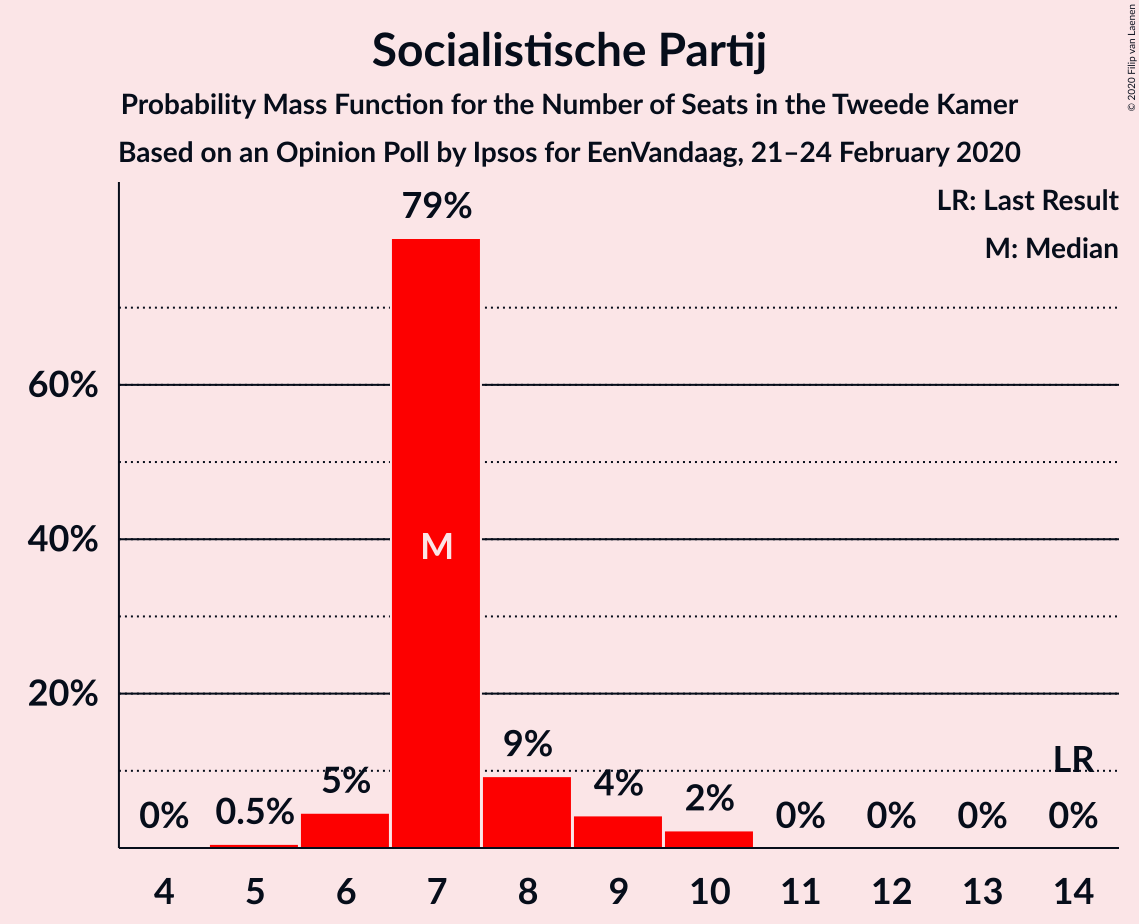 Socialistische Partij
Probability Mass Function for the Number of Seats in the Tweede Kamer
Based on an Opinion Poll by Ipsos for EenVandaag, 21–24 February 2020
© 2020 Filip van Laenen
LR: Last Result
M: Median
60%
40%
20%
0%
0.5%
5%
79%
M
9%
4%
2%
0%
0%
0%
LR
0%
4 5 6 7 8 9 10 11 12 13 14